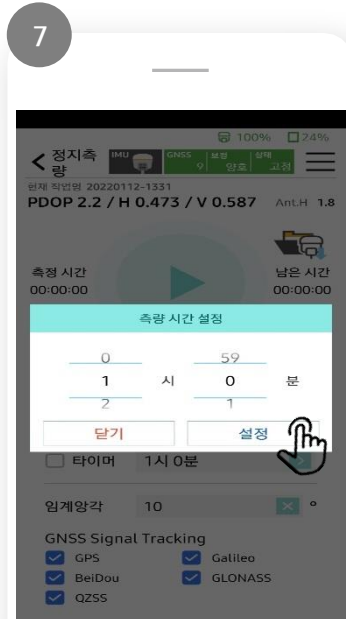 7
100% 24%
정지측량 IMU GNSS 9 보정 양호 상태 고정
현재 작업명 20220112-1331
PDOP 2.2 / H 0.473 / V 0.587 Ant.H 1.8
측정 시간 남은 시간
00:00:00 00:00:00
측량 시간 설정
0 59
1 시 0 분
2 1
닫기 설정
타이머 1시 0분
임계앙각 10 °
GNSS Signal Tracking
GPS Galileo
BeiDou GLONASS
QZSS